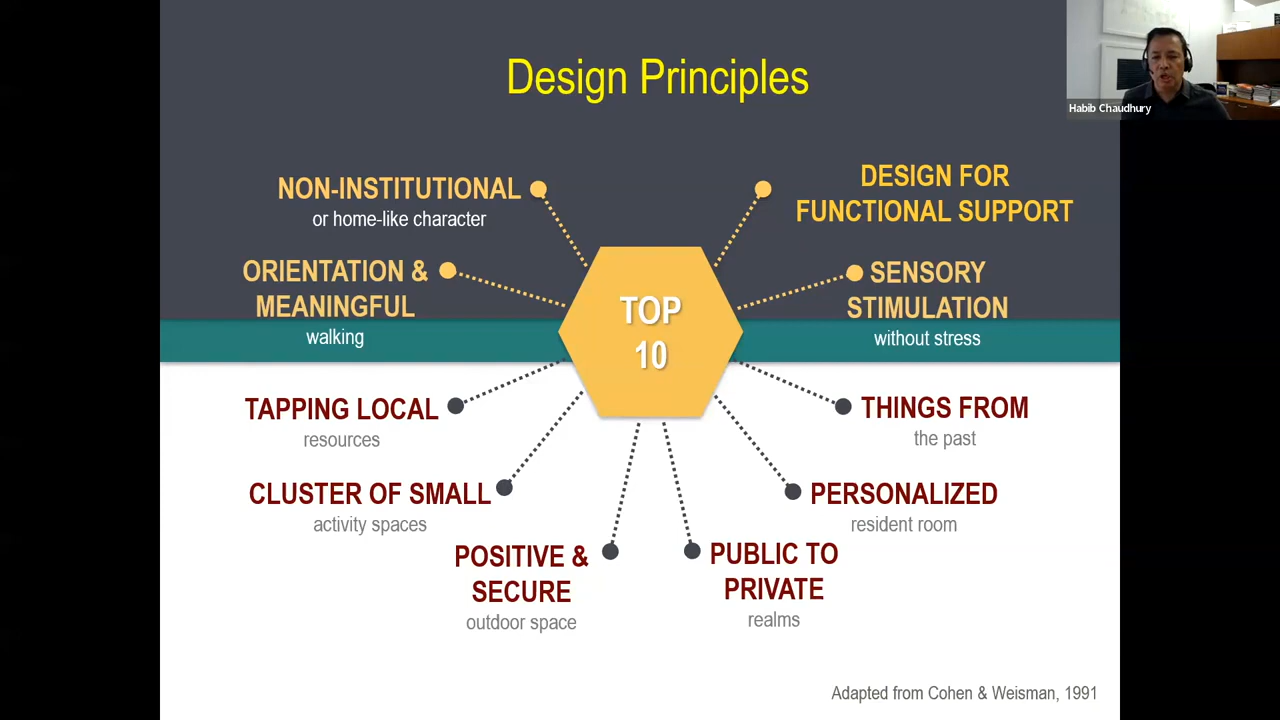 Design Principles
Habib Chaudhury
NON-INSTITUTIONAL
or home-like character
DESIGN FOR
FUNCTIONAL SUPPORT
ORIENTATION &
MEANINGFUL
walking
SENSORY
STIMULATION
without stress
TOP
10
TAPPING LOCAL
resources
THINGS FROM
the past
CLUSTER OF SMALL
activity spaces
PERSONALIZED
resident room
POSITIVE &
SECURE
outdoor space
PUBLIC TO
PRIVATE
realms
Adapted from Cohen & Weisman, 1991